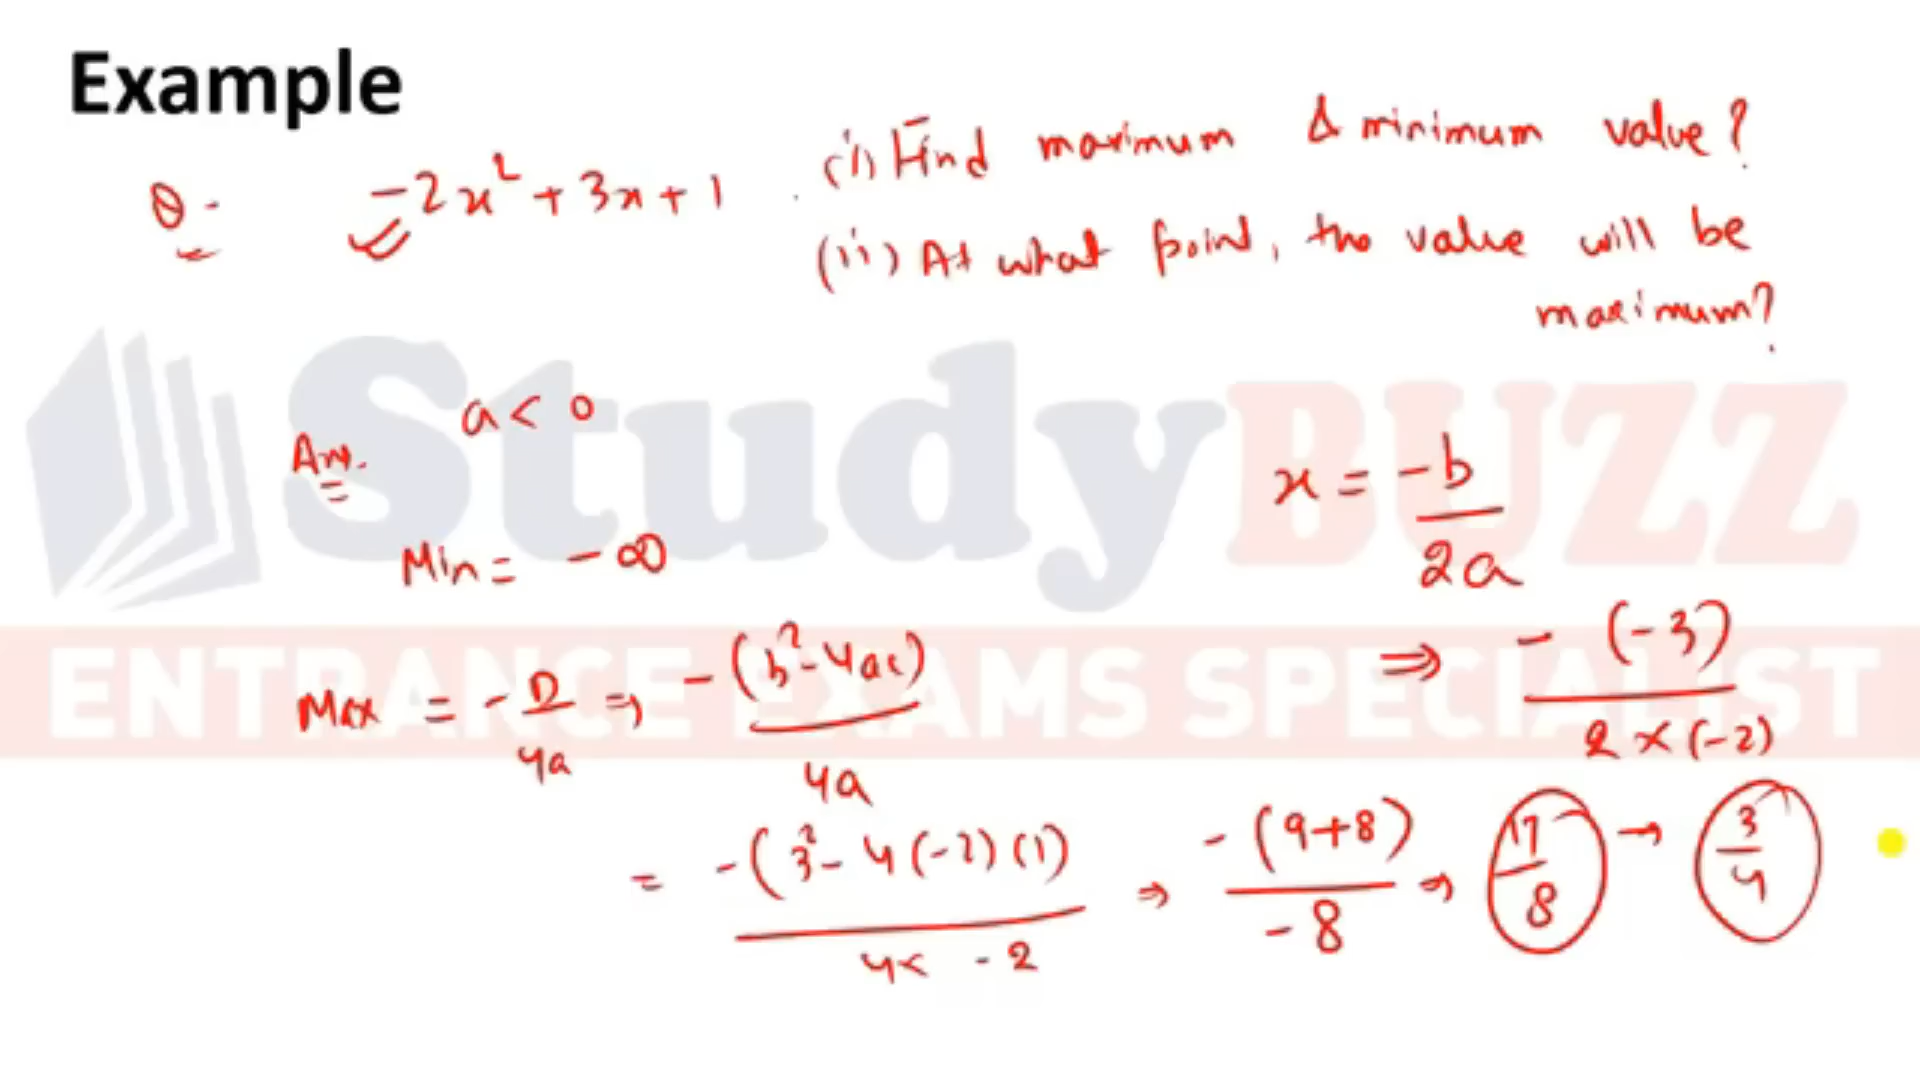 Example
Q- -2x² + 3x + 1 . (i) Find maximum & minimum value?
(ii) At what point, the value will be
maximum?
StudyBUZZ
ENTRANCE EXAMS SPECIALIST
Ans. a < 0
Min = -∞
x = -b/2a
Max = -D/4a ⇒ -(b²-4ac)/4a
⇒ -(-3)/2×(-2)
= -(3²-4(-2)(1)/4× -2 ⇒ -(9+8)/-8 ⇒ 17/8 → 3/4